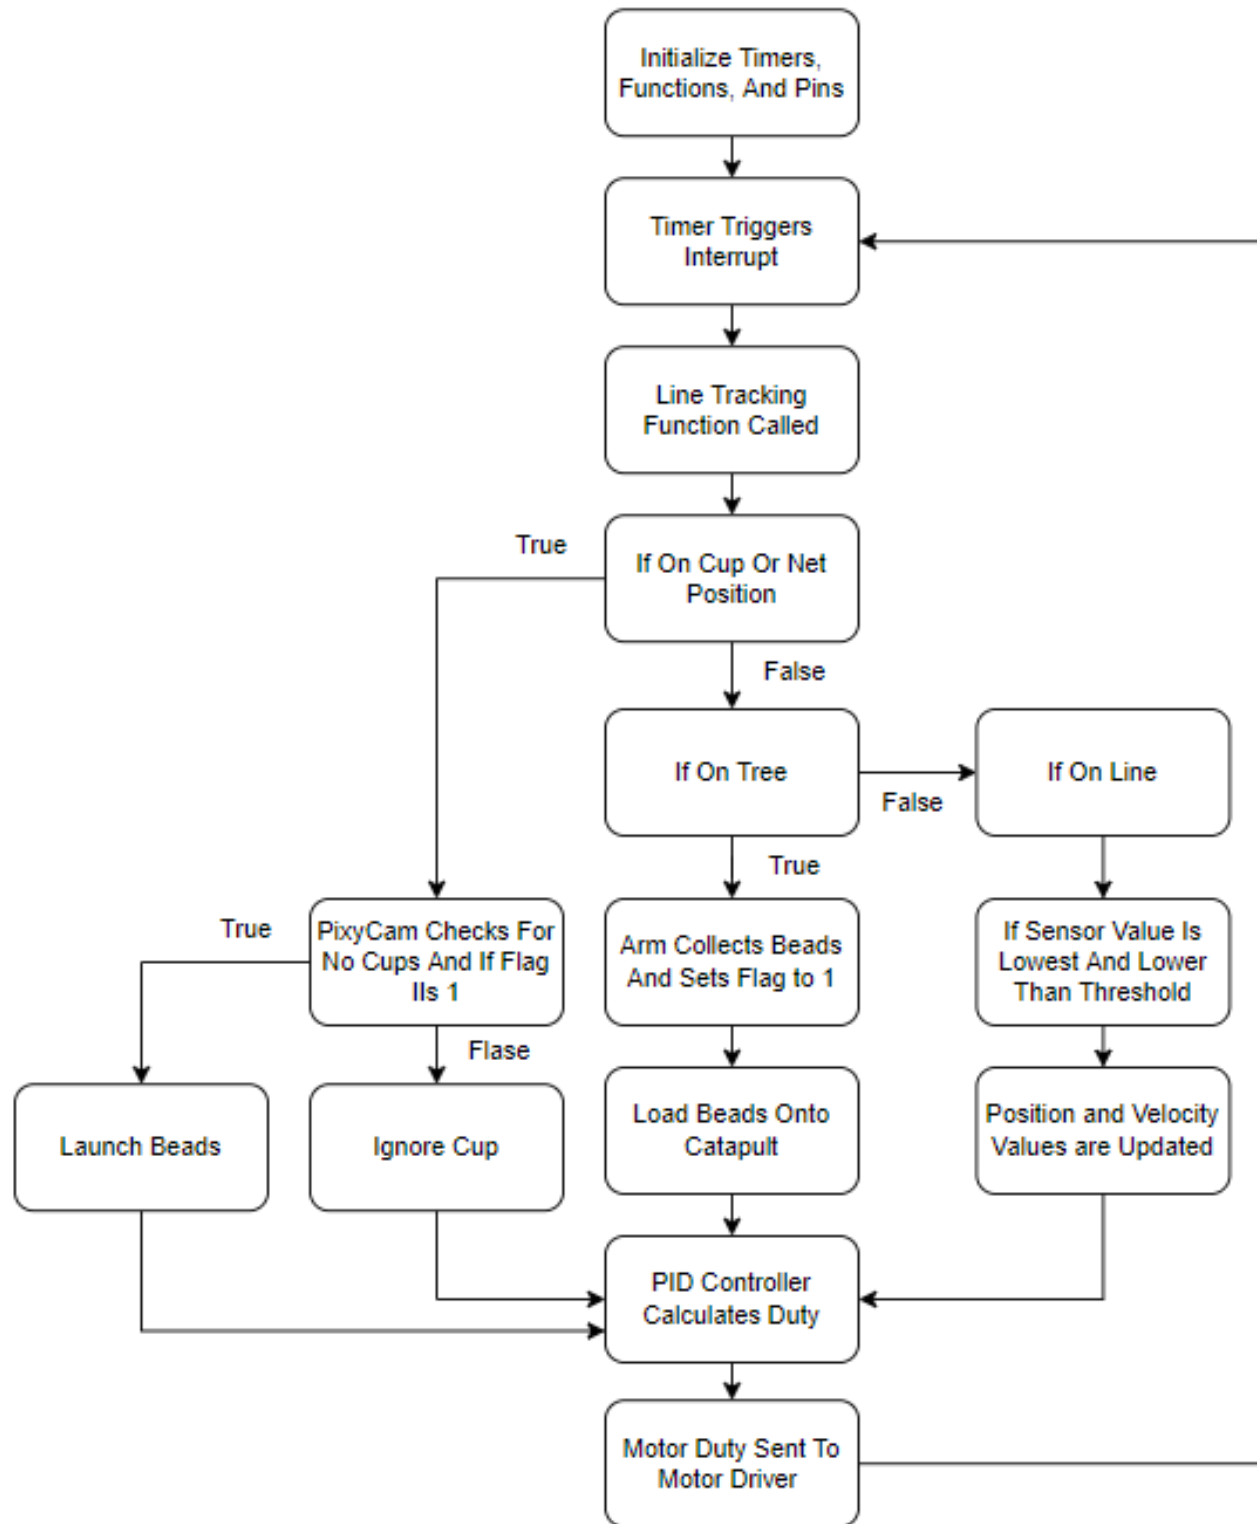 Initialize Timers,
Functions, And Pins
Timer Triggers
Interrupt
Line Tracking
Function Called
True
If On Cup Or Net
Position
False
If On Tree
If On Line
False
True
True
PixyCam Checks For
No Cups And If Flag
IIs 1
Arm Collects Beads
And Sets Flag to 1
If Sensor Value Is
Lowest And Lower
Than Threshold
Flase
Launch Beads
Ignore Cup
Load Beads Onto
Catapult
Position and Velocity
Values are Updated
PID Controller
Calculates Duty
Motor Duty Sent To
Motor Driver